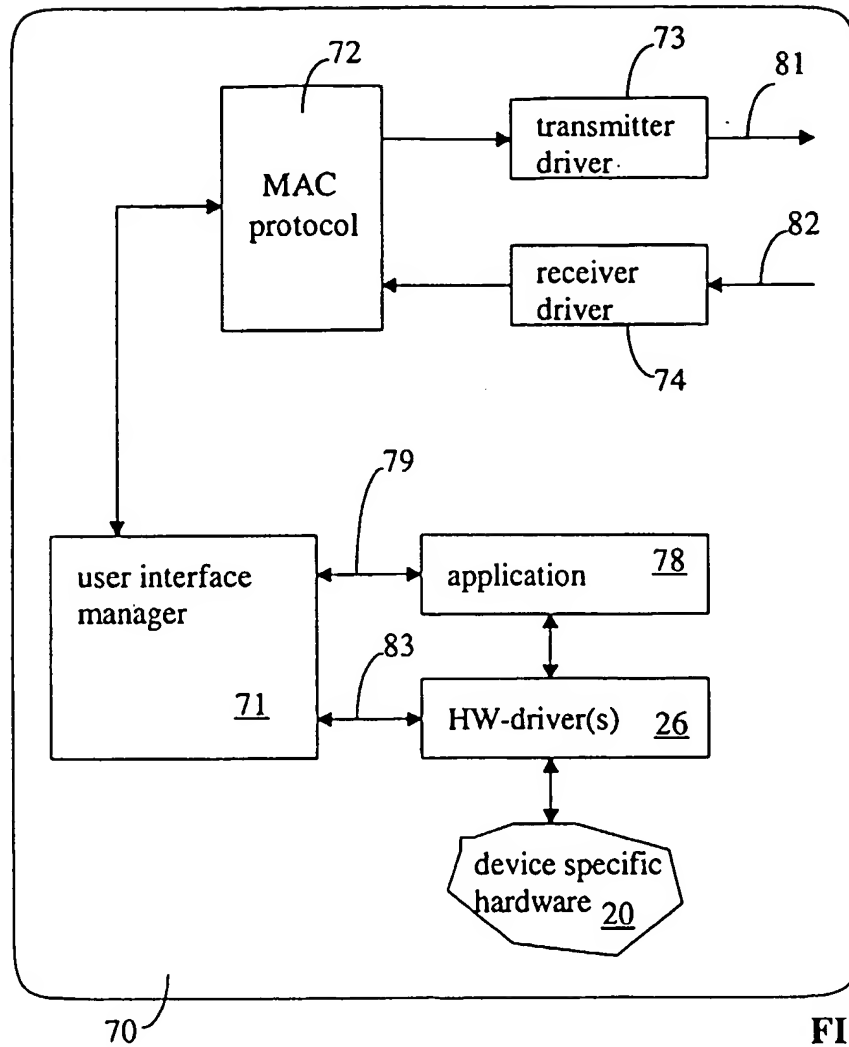 72
73
81
MAC
protocol
transmitter
driver
82
receiver
driver
74
79
user interface
manager
71
application 78
83
HW-driver(s) 26
device specific
hardware 20
70
FI